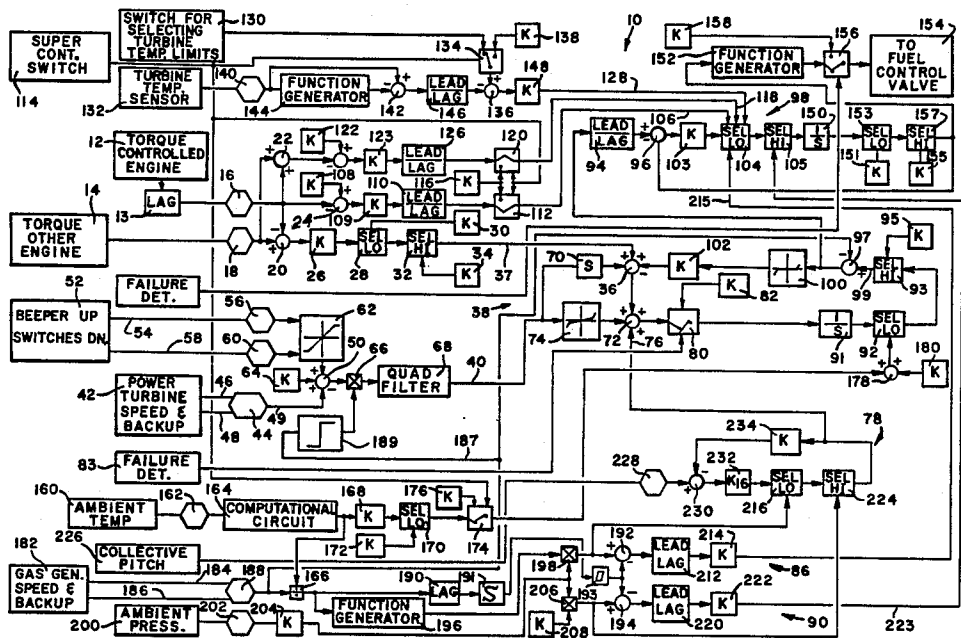 SWITCH FOR
SELECTING
TURBINE
TEMP. LIMITS
130
SUPER
CONT.
SWITCH
114
TURBINE
TEMP.
SENSOR
132
140
144
FUNCTION
GENERATOR
142
LEAD
LAG
146
134
136
K
138
K
148
128
10
K
158
152
FUNCTION
GENERATOR
156
154
TO
FUEL
CONTROL
VALVE
12
TORQUE
CONTROLLED
ENGINE
LAG
13
14
TORQUE
OTHER
ENGINE
16
18
22
24
20
K
122
K
123
LEAD
LAG
126
K
108
109
K
110
LEAD
LAG
116
K
120
112
K
26
SEL
LO
28
SEL
HI
32
K
30
K
34
37
118
98
106
LEAD
LAG
94
96
K
103
SEL
LO
104
SEL
HI
105
150
1
S
153
SEL
LO
151
K
157
SEL
HI
155
K
215
FAILURE
DET.
52
BEEPER UP
SWITCHES DN.
54
56
58
60
62
38
70
S
36
K
102
100
97
99
95
K
SEL
HI
93
74
72
76
K
82
80
1
S
91
SEL
LO
92
178
K
180
42
POWER
TURBINE
SPEED &
BACKUP
46
48
44
49
64
K
50
66
QUAD
FILTER
68
40
189
187
83
FAILURE
DET.
160
AMBIENT
TEMP
162
164
COMPUTATIONAL
CIRCUIT
168
K
172
K
176
K
SEL
LO
170
174
228
230
232
K16
234
K
SEL
LO
216
SEL
HI
224
78
182
226
COLLECTIVE
PITCH
GAS GEN.
SPEED &
BACKUP
184
186
188
166
190
LAG
191
FUNCTION
GENERATOR
196
198
193
192
194
LEAD
LAG
212
214
K
86
200
AMBIENT
PRESS.
202
204
K
206
K
208
LEAD
LAG
220
222
K
90
223